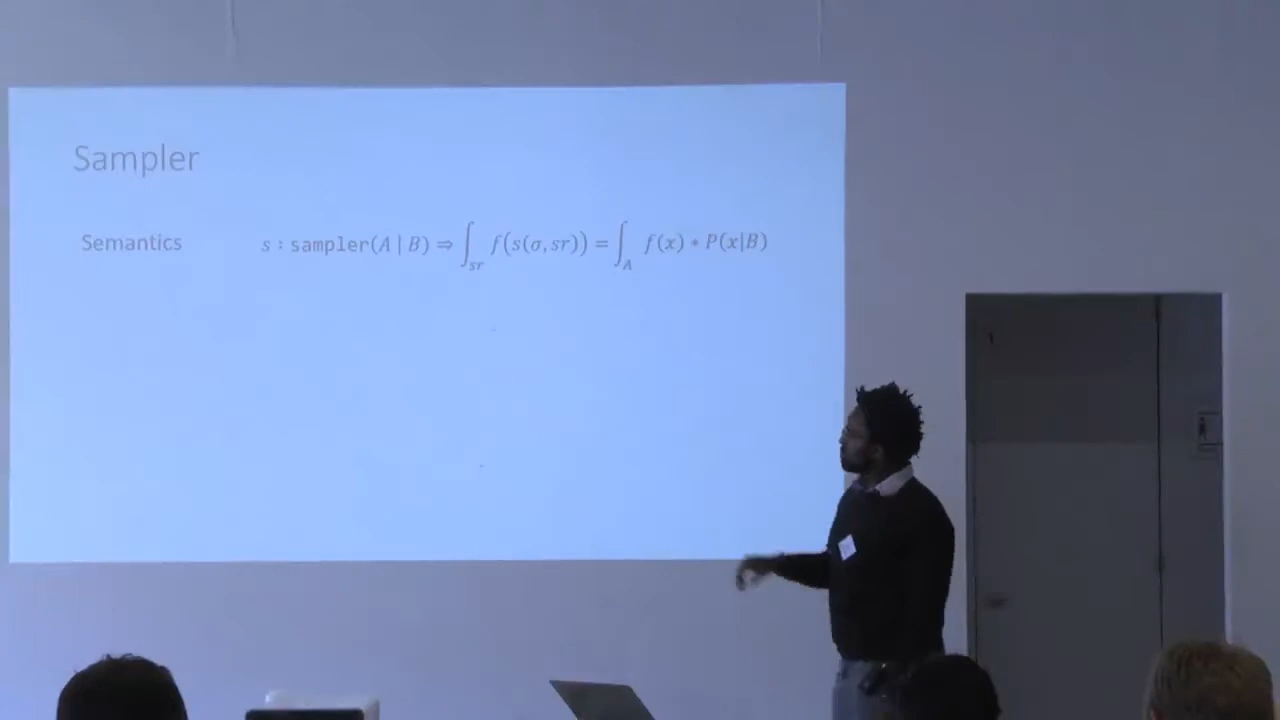 Sampler
Semantics s : sampler(A | B) ⇒ ∫_sr f(s(σ, sr)) = ∫_A f(x) * P(x|B)